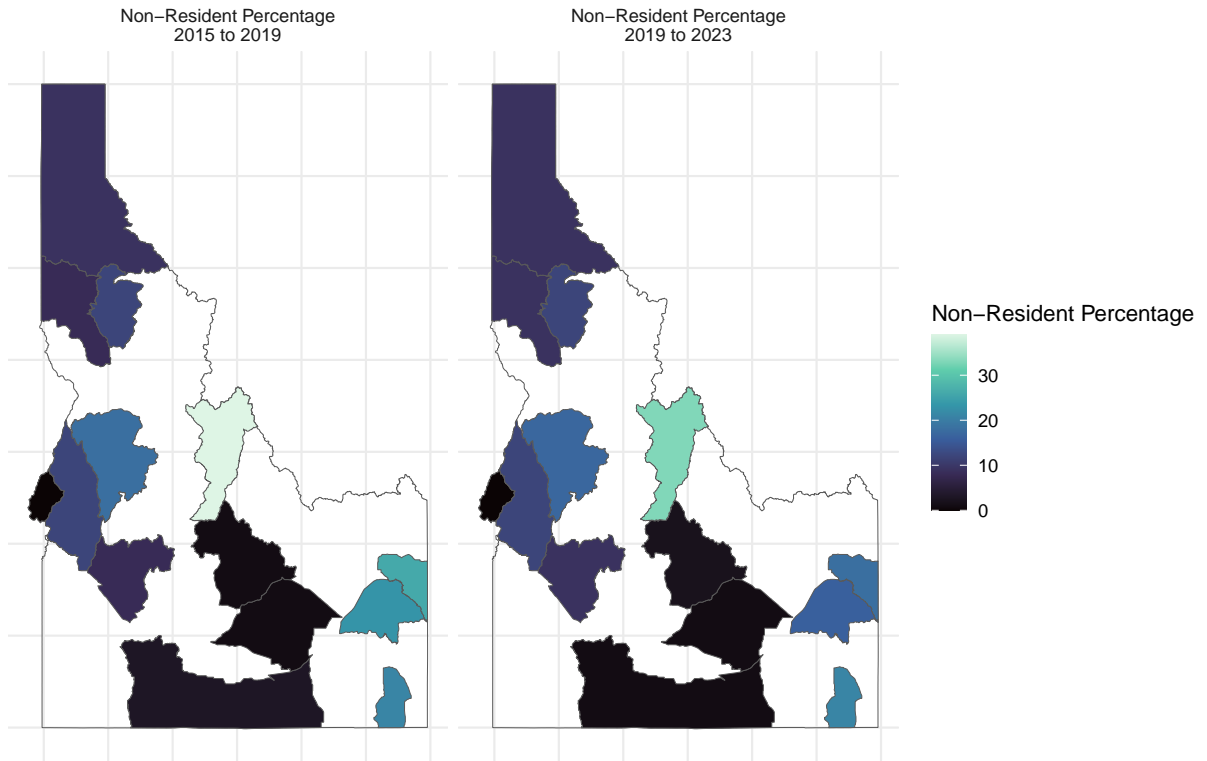 Non−Resident Percentage
2015 to 2019
Non−Resident Percentage
2019 to 2023
Non−Resident Percentage
30
20
10
0